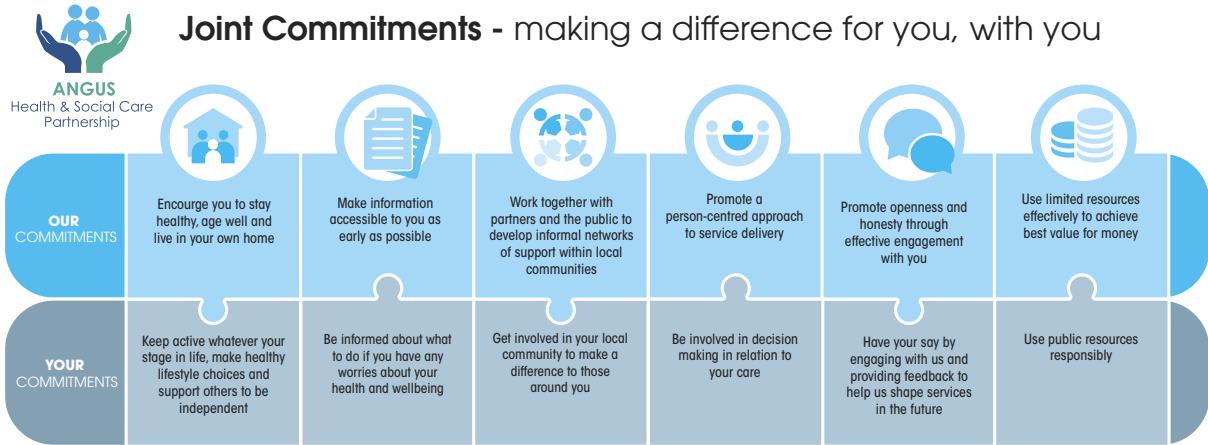 Joint Commitments - making a difference for you, with you
ANGUS
Health & Social Care
Partnership
OUR
COMMITMENTS
Encourge you to stay
healthy, age well and
live in your own home
Make information
accessible to you as
early as possible
Work together with
partners and the public to
develop informal networks
of support within local
communities
Promote a
person-centred approach
to service delivery
Promote openness and
honesty through
effective engagement
with you
Use limited resources
effectively to achieve
best value for money
YOUR
COMMITMENTS
Keep active whatever your
stage in life, make healthy
lifestyle choices and
support others to be
independent
Be informed about what
to do if you have any
worries about your
health and wellbeing
Get involved in your local
community to make a
difference to those
around you
Be involved in decision
making in relation to
your care
Have your say by
engaging with us and
providing feedback to
help us shape services
in the future
Use public resources
responsibly